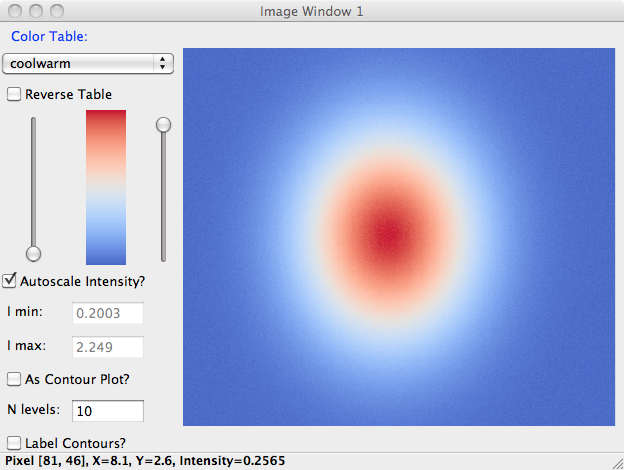 Image Window 1
Color Table:
coolwarm
Reverse Table
Autoscale Intensity?
I min: 0.2003
I max: 2.249
As Contour Plot?
N levels: 10
Label Contours?
Pixel [81, 46], X=8.1, Y=2.6, Intensity=0.2565